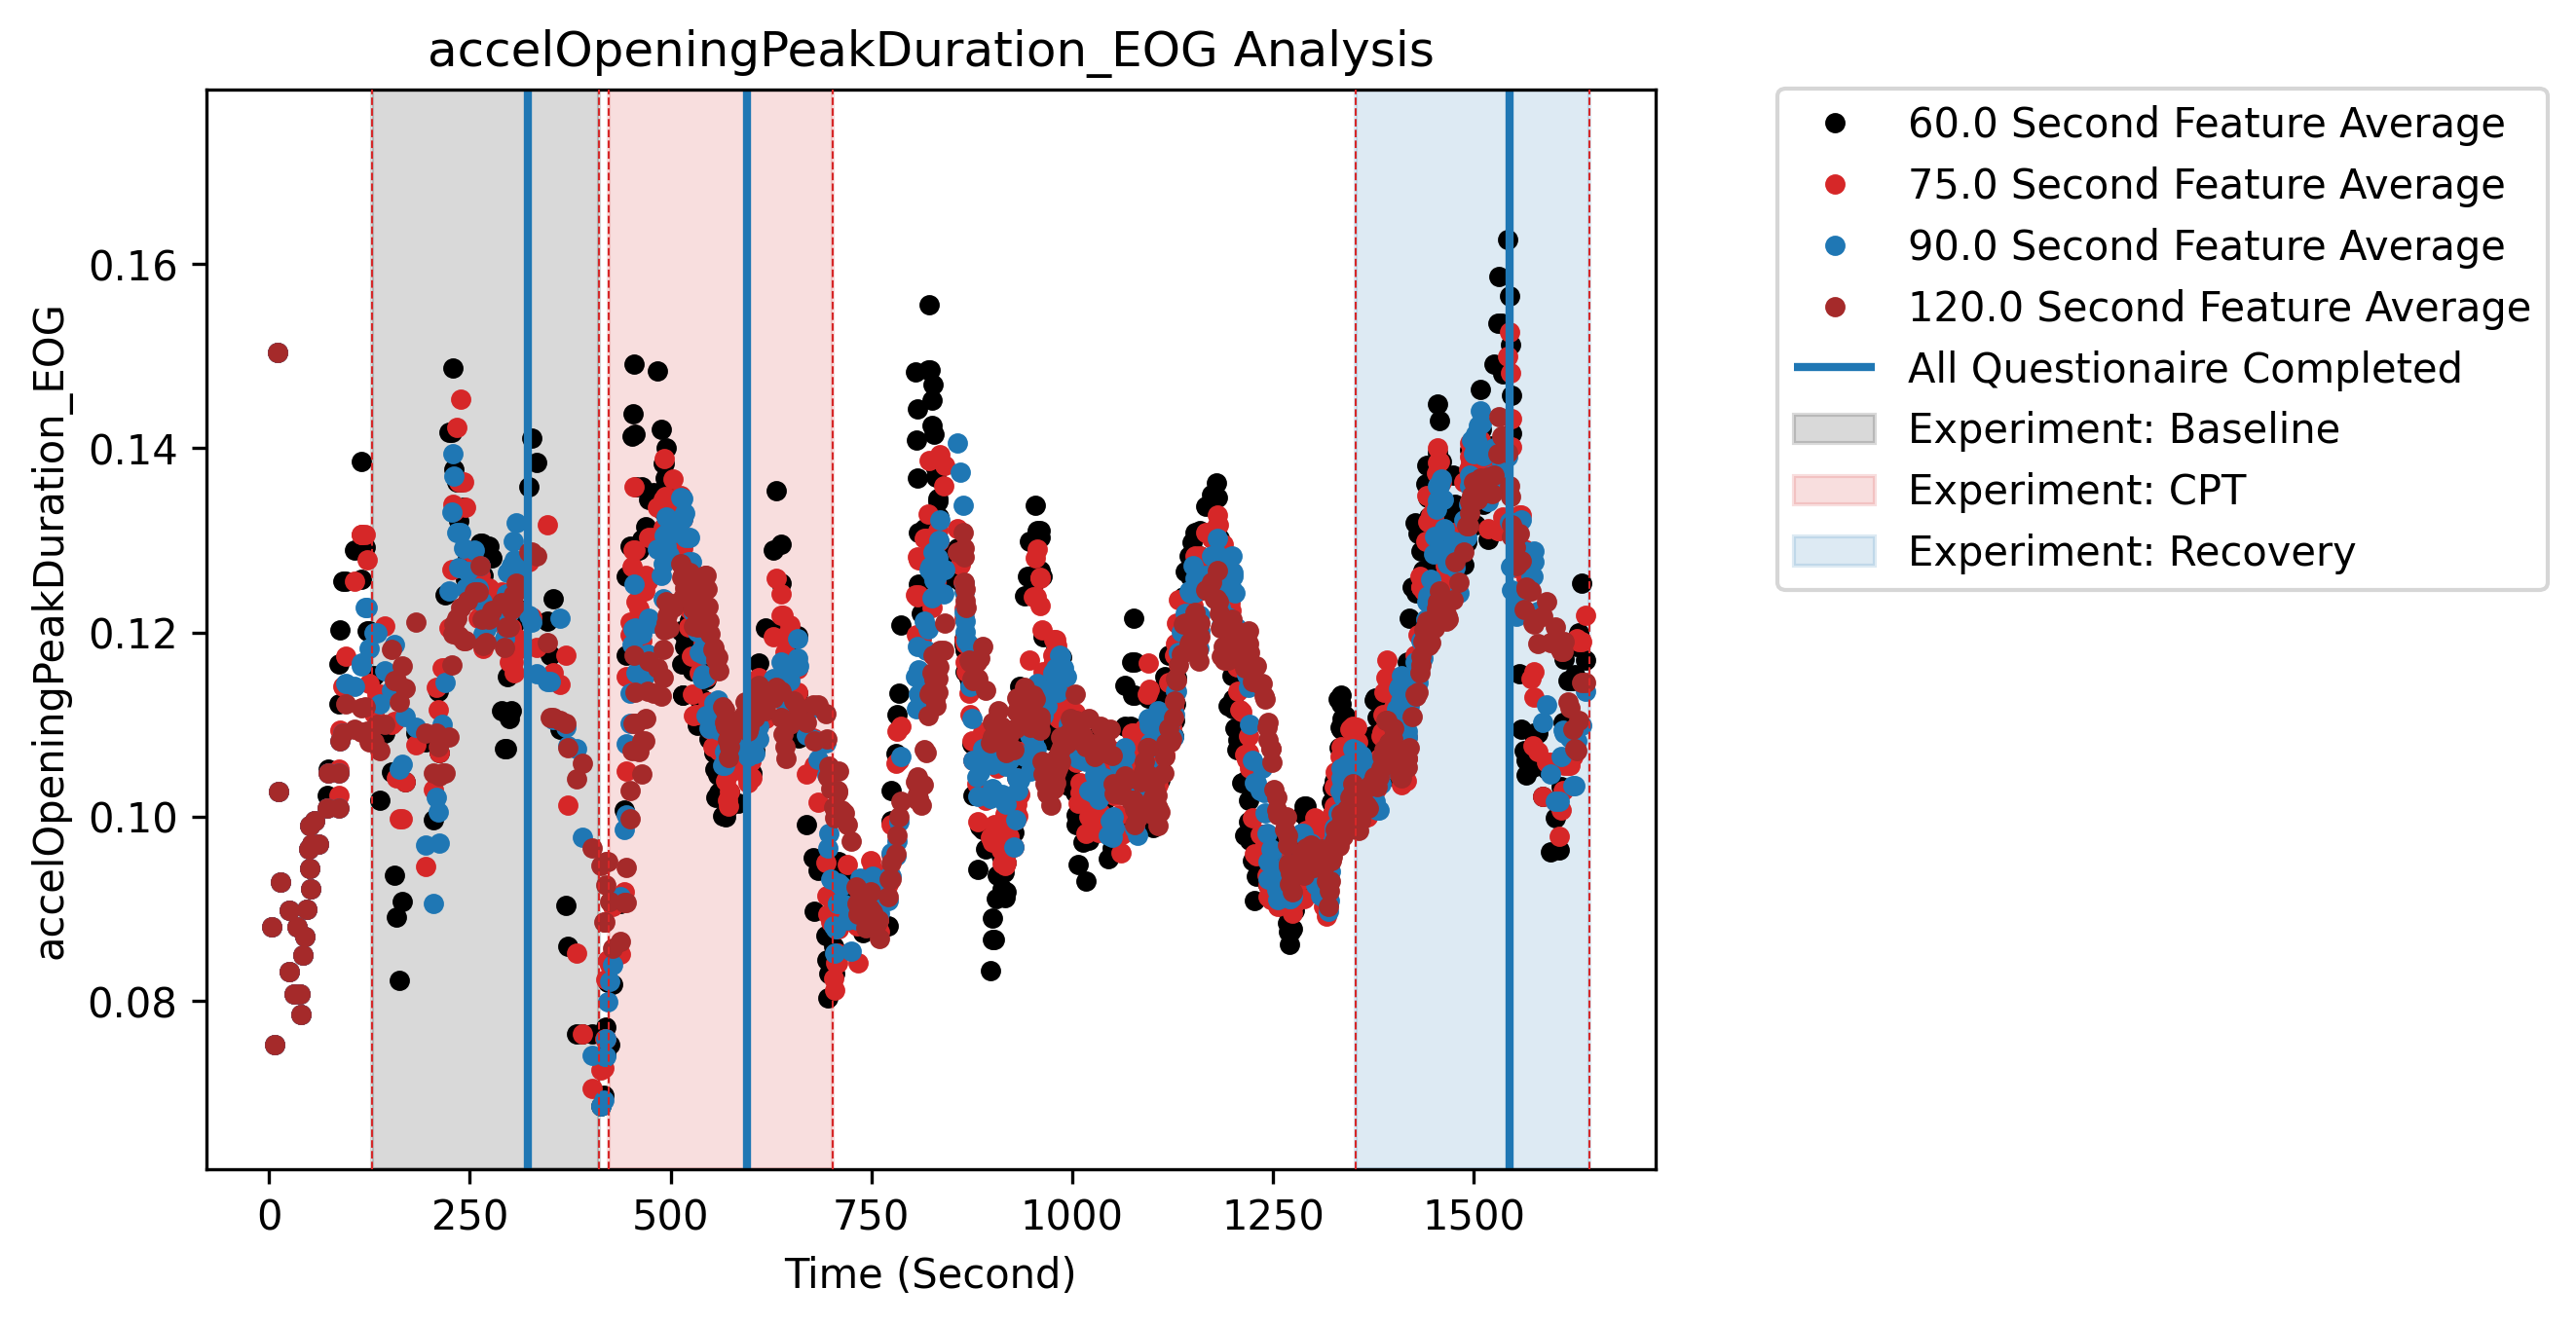 accelOpeningPeakDuration_EOG Analysis
accelOpeningPeakDuration_EOG
0.16
0.14
0.12
0.10
0.08
0
250
500
750
1000
1250
1500
Time (Second)
60.0 Second Feature Average
75.0 Second Feature Average
90.0 Second Feature Average
120.0 Second Feature Average
All Questionaire Completed
Experiment: Baseline
Experiment: CPT
Experiment: Recovery